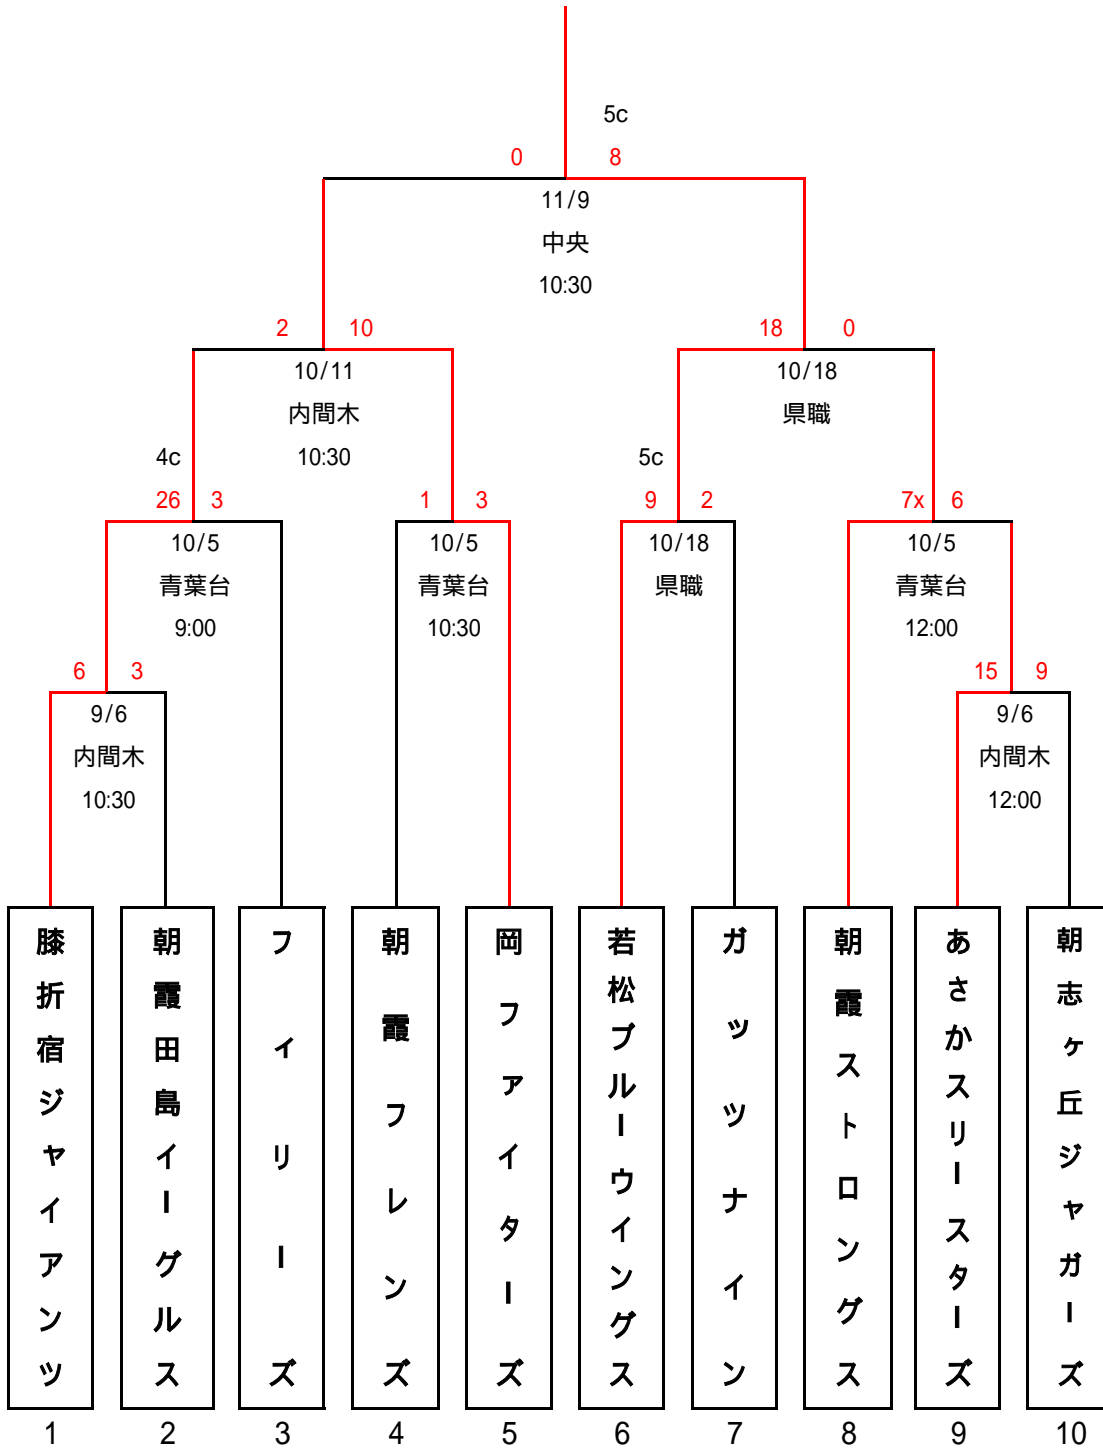 5c
0 8
11/9
中央
10:30
2 10 18 0
10/11 10/18
内間木 県職
4c 10:30 5c
26 3 1 3 9 2 7x 6
10/5 10/5 10/18 10/5
青葉台 青葉台 県職 青葉台
9:00 10:30 12:00
6 3 15 9
9/6 9/6
内間木 内間木
10:30 12:00
膝折宿ジャイアンツ
朝霞田島イーグルス
フィリーズ
朝霞フレンズ
岡ファイターズ
若松ブルーウイングス
ガッツナイン
朝霞ストロングス
あさかスリースターズ
朝志ヶ丘ジャガーズ
1 2 3 4 5 6 7 8 9 10